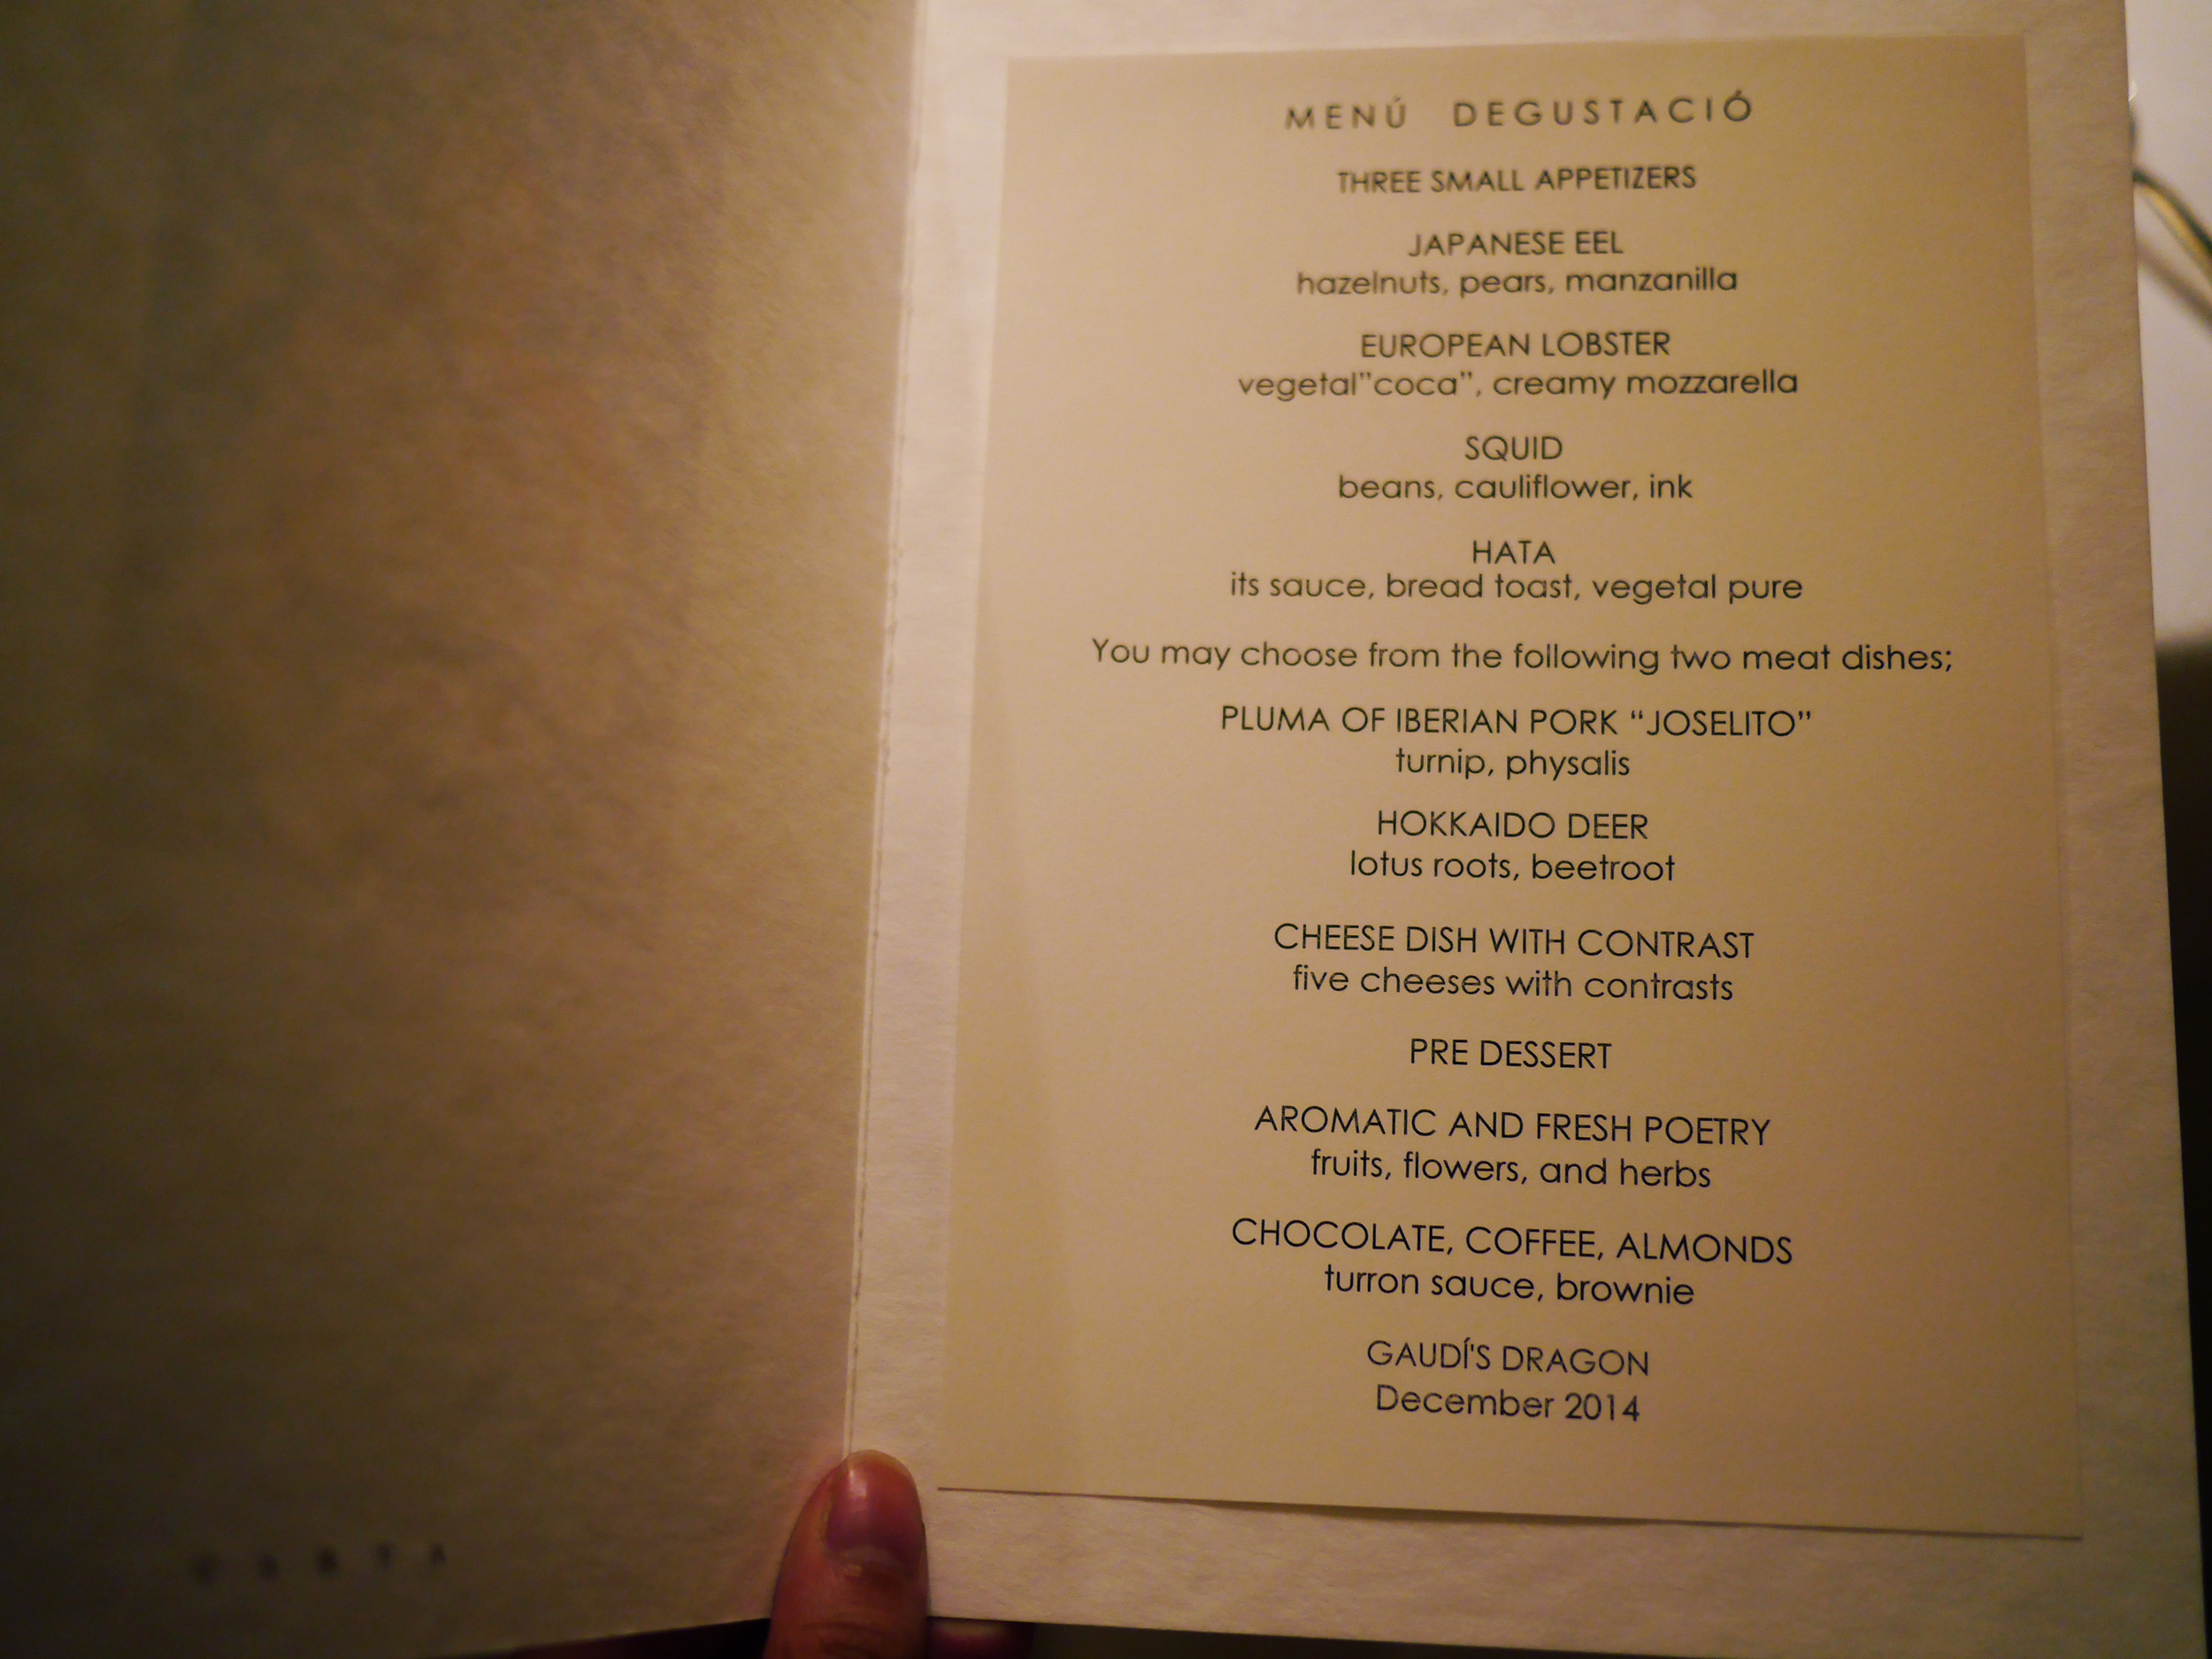 MENÚ DEGUSTACIÓ
THREE SMALL APPETIZERS
JAPANESE EEL
hazelnuts, pears, manzanilla
EUROPEAN LOBSTER
vegetal"coca", creamy mozzarella
SQUID
beans, cauliflower, ink
HATA
its sauce, bread toast, vegetal pure
You may choose from the following two meat dishes;
PLUMA OF IBERIAN PORK “JOSELITO”
turnip, physalis
HOKKAIDO DEER
lotus roots, beetroot
CHEESE DISH WITH CONTRAST
five cheeses with contrasts
PRE DESSERT
AROMATIC AND FRESH POETRY
fruits, flowers, and herbs
CHOCOLATE, COFFEE, ALMONDS
turron sauce, brownie
GAUDÍ'S DRAGON
December 2014